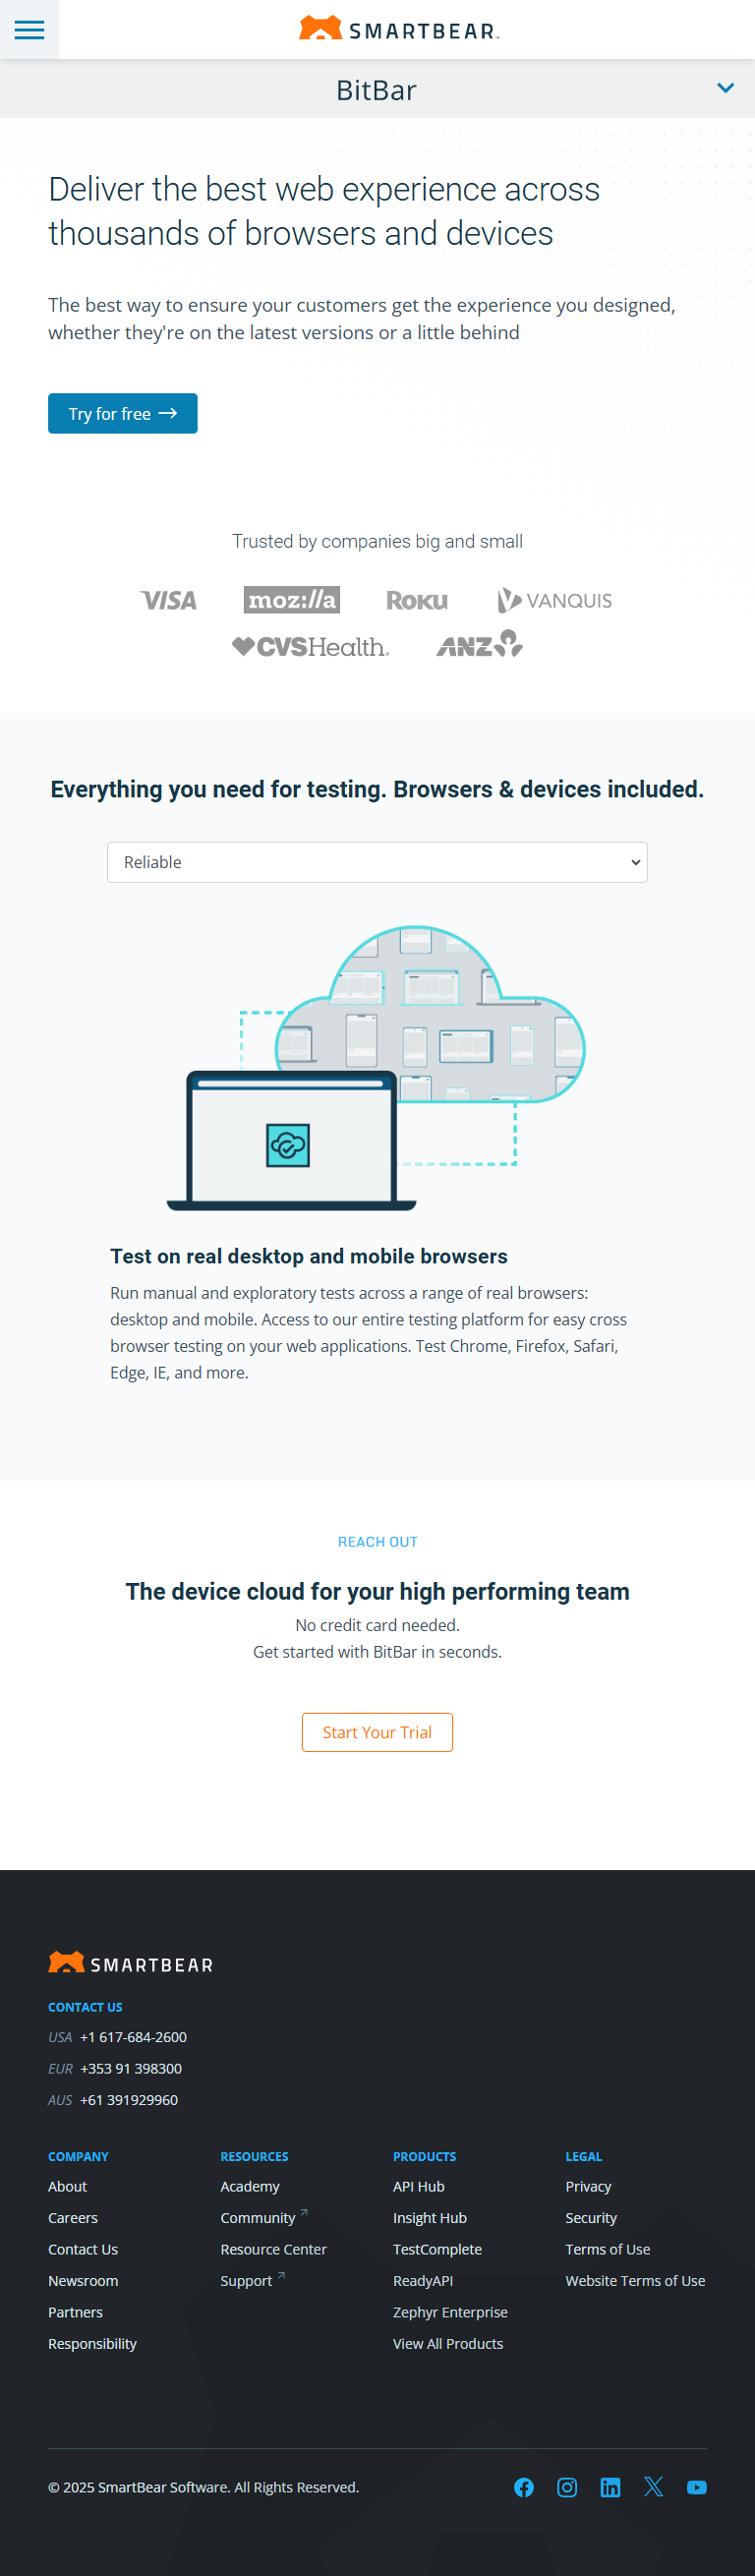 SMARTBEAR
BitBar
Deliver the best web experience across
thousands of browsers and devices
The best way to ensure your customers get the experience you designed,
whether they're on the latest versions or a little behind
Try for free
Trusted by companies big and small
VISA moz://a ROKU VANQUIS
CVSHealth. ANZ
Everything you need for testing. Browsers & devices included.
Reliable
Test on real desktop and mobile browsers
Run manual and exploratory tests across a range of real browsers:
desktop and mobile. Access to our entire testing platform for easy cross
browser testing on your web applications. Test Chrome, Firefox, Safari,
Edge, IE, and more.
REACH OUT
The device cloud for your high performing team
No credit card needed.
Get started with BitBar in seconds.
Start Your Trial
SMARTBEAR
CONTACT US
USA +1 617-684-2600
EUR +353 91 398300
AUS +61 391929960
COMPANY
About
Careers
Contact Us
Newsroom
Partners
Responsibility
RESOURCES
Academy
Community
Resource Center
Support
PRODUCTS
API Hub
Insight Hub
TestComplete
ReadyAPI
Zephyr Enterprise
View All Products
LEGAL
Privacy
Security
Terms of Use
Website Terms of Use
© 2025 SmartBear Software. All Rights Reserved.